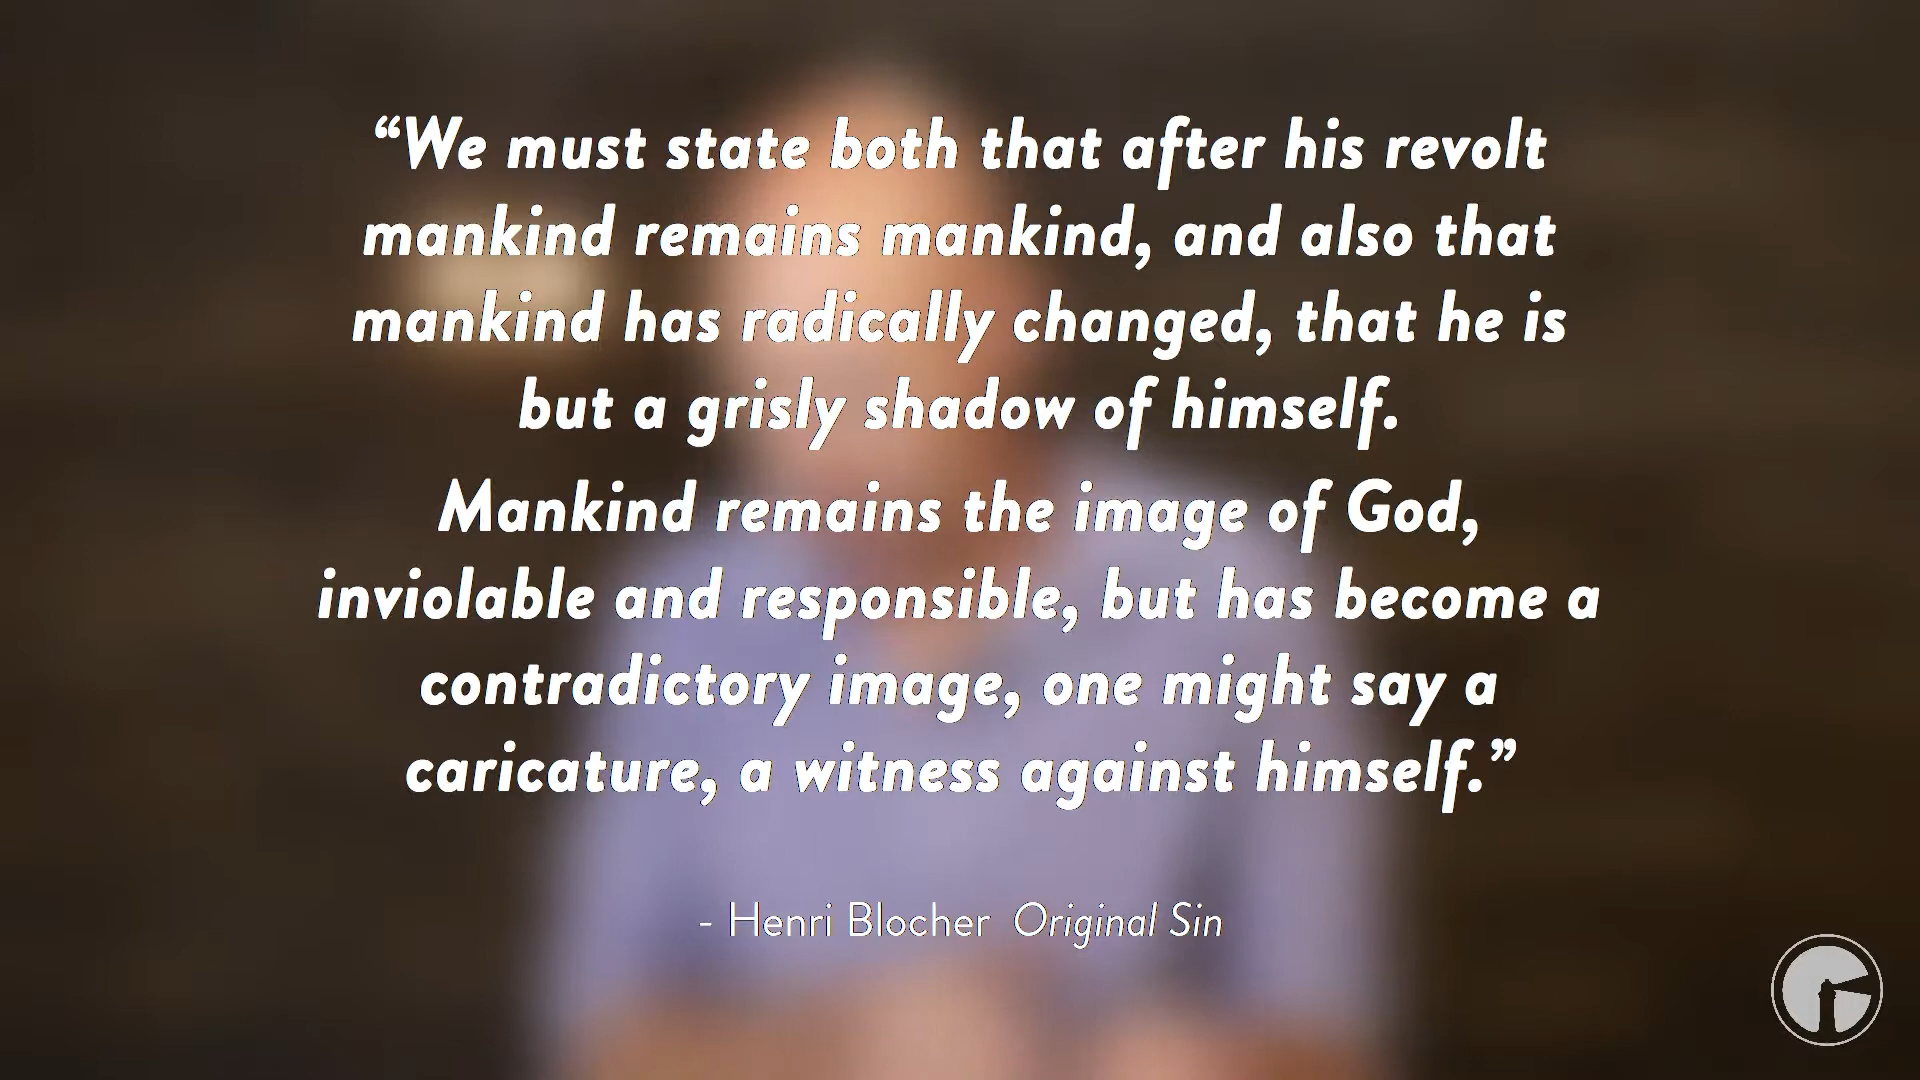 “We must state both that after his revolt
mankind remains mankind, and also that
mankind has radically changed, that he is
but a grisly shadow of himself.
Mankind remains the image of God,
inviolable and responsible, but has become a
contradictory image, one might say a
caricature, a witness against himself.”
- Henri Blocher Original Sin